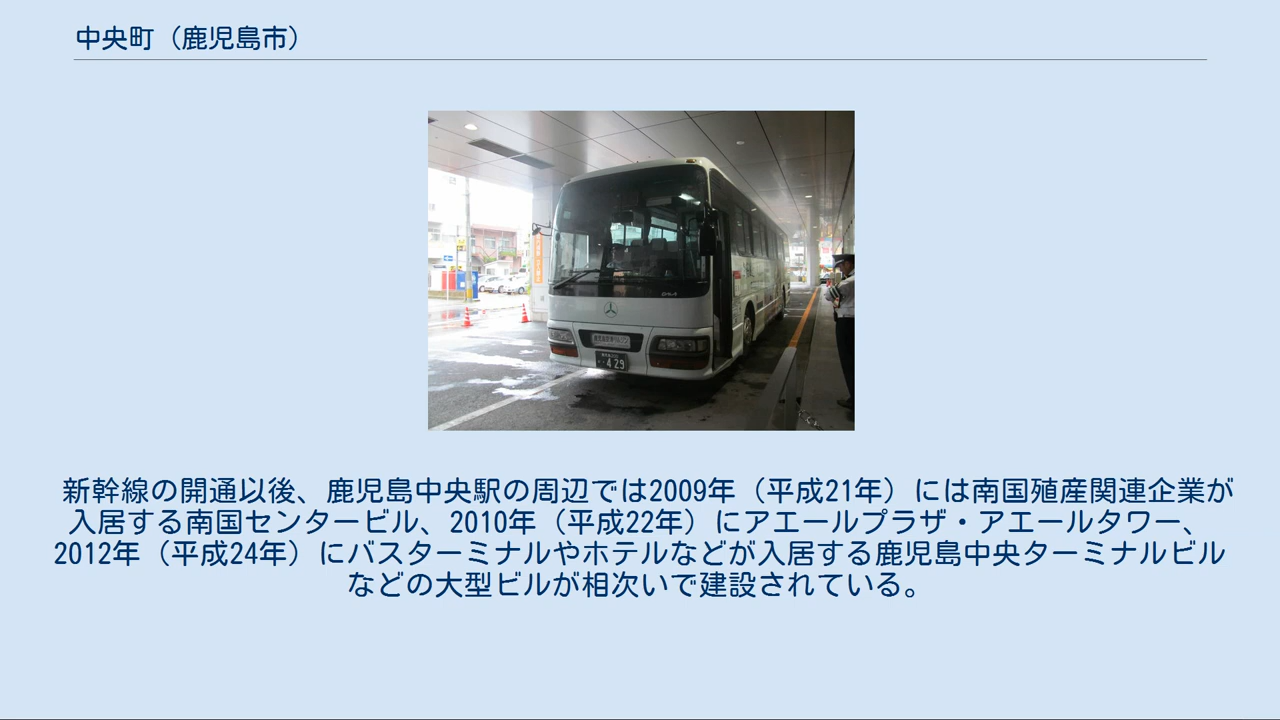 中央町（鹿児島市）
429
新幹線の開通以後、鹿児島中央駅の周辺では2009年（平成21年）には南国殖産関連企業が
入居する南国センタービル、2010年（平成22年）にアエールプラザ・アエールタワー、
2012年（平成24年）にバスターミナルやホテルなどが入居する鹿児島中央ターミナルビル
などの大型ビルが相次いで建設されている。